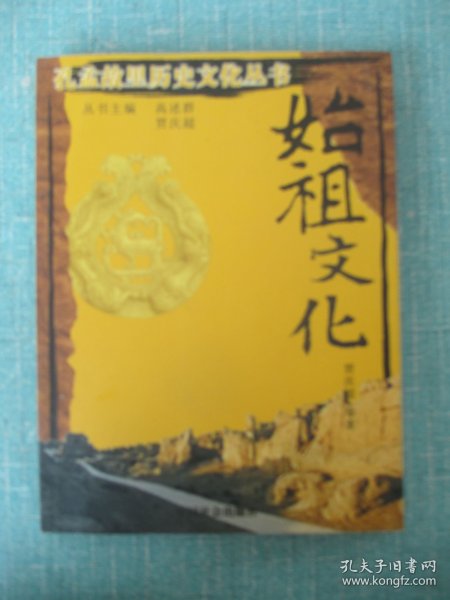 孔孟故里历史文化丛书
丛书主编 高述群
贾庆超
始祖文化
孔夫子旧书网
www.kongfz.com